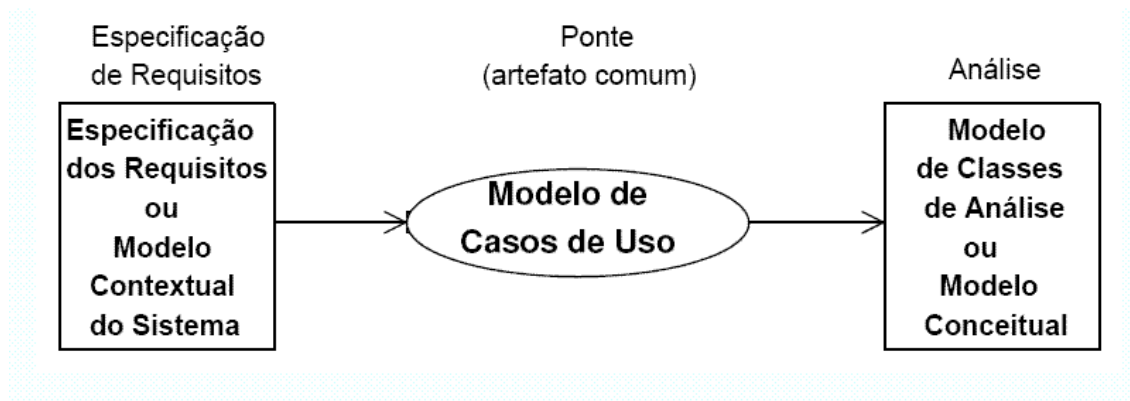 Especificação
de Requisitos
Ponte
(artefato comum)
Análise
Especificação
dos Requisitos
ou
Modelo
Contextual
do Sistema
Modelo de
Casos de Uso
Modelo
de Classes
de Análise
ou
Modelo
Conceitual